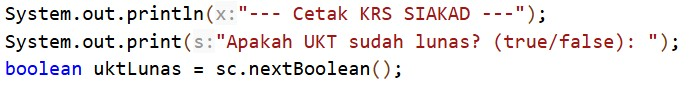 System.out.println(x:"--- Cetak KRS SIAKAD ---");
System.out.print(s:"Apakah UKT sudah lunas? (true/false): ");
boolean uktLunas = sc.nextBoolean();